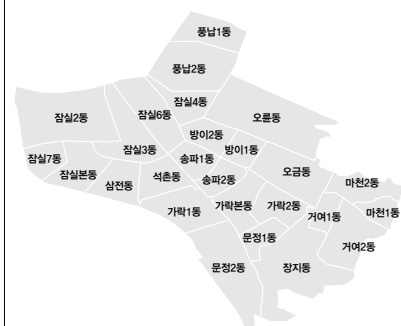 풍납1동
풍납2동
잠실4동
잠실6동
잠실2동
오륜동
방이2동
잠실3동
방이1동
잠실7동
송파1동
잠실본동
석촌동
송파2동
오금동
삼전동
마천2동
가락1동
가락본동
가락2동
거여1동
마천1동
문정1동
거여2동
문정2동
장지동